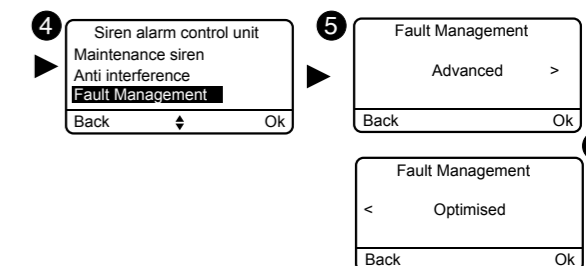 4
Siren alarm control unit
Maintenance siren
Anti interference
Fault Management
Back Ok
5
Fault Management
Advanced >
Back Ok
Fault Management
< Optimised
Back Ok